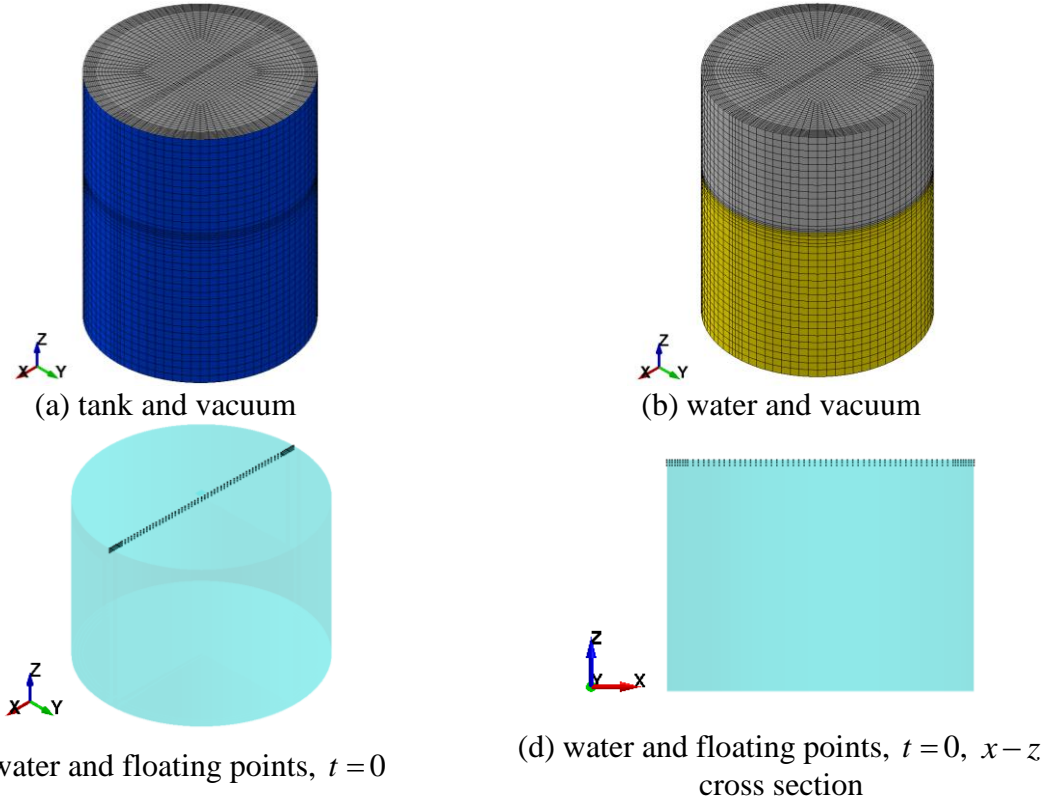 Z
X
Y
(a) tank and vacuum
Z
X
Y
(b) water and vacuum
Z
X
Y
water and floating points, t = 0
Z
Y
X
(d) water and floating points, t = 0, x − z
cross section